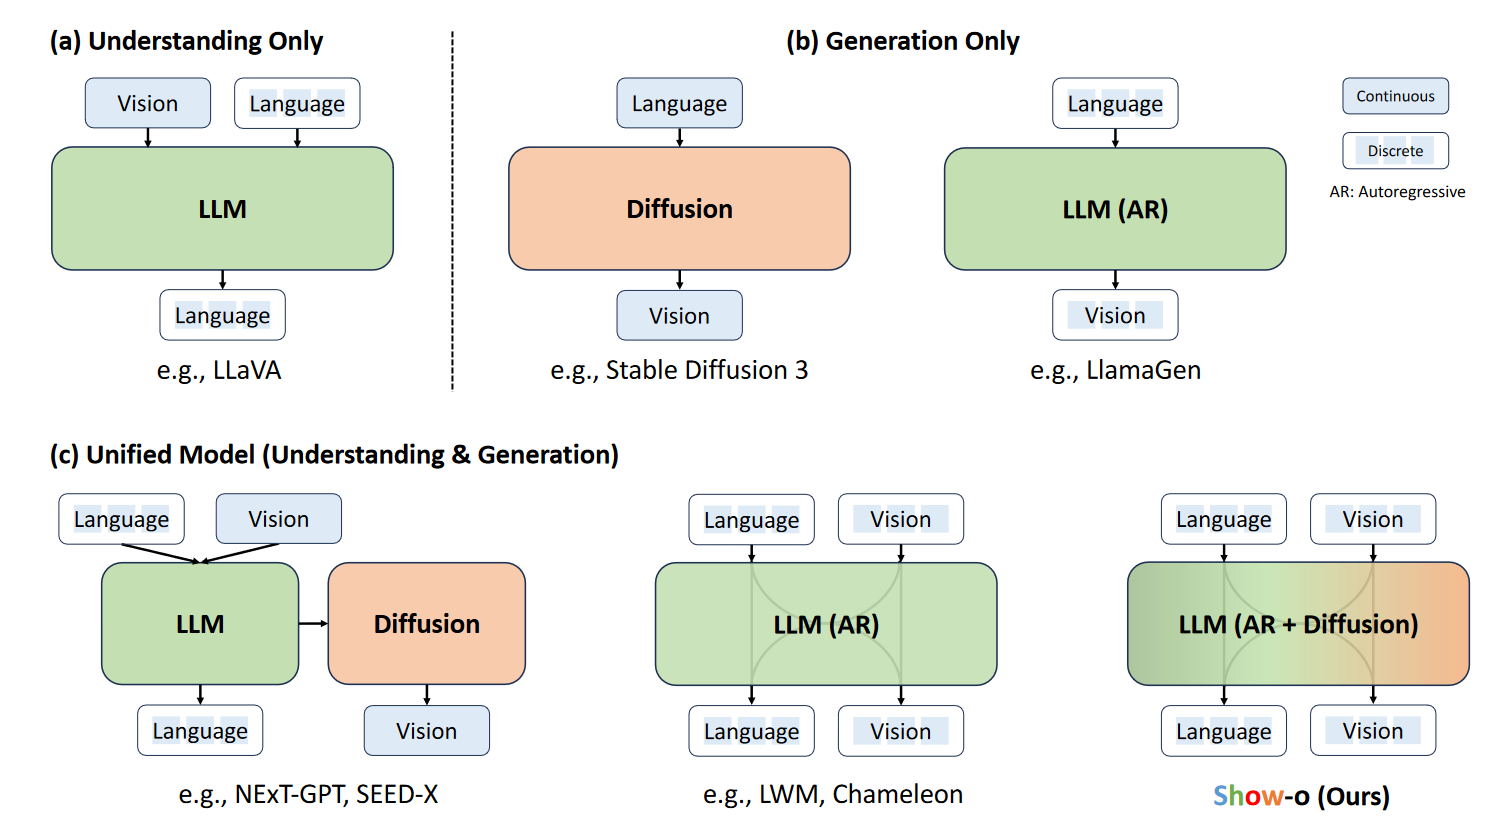 (a) Understanding Only
Vision
Language
LLM
Language
e.g., LLaVA
(b) Generation Only
Language
Diffusion
Vision
e.g., Stable Diffusion 3
Language
LLM (AR)
Vision
e.g., LlamaGen
Continuous
Discrete
AR: Autoregressive
(c) Unified Model (Understanding & Generation)
Language
Vision
LLM
Diffusion
Language
Vision
e.g., NExT-GPT, SEED-X
Language
Vision
LLM (AR)
Language
Vision
e.g., LWM, Chameleon
Language
Vision
LLM (AR + Diffusion)
Language
Vision
Show-o (Ours)